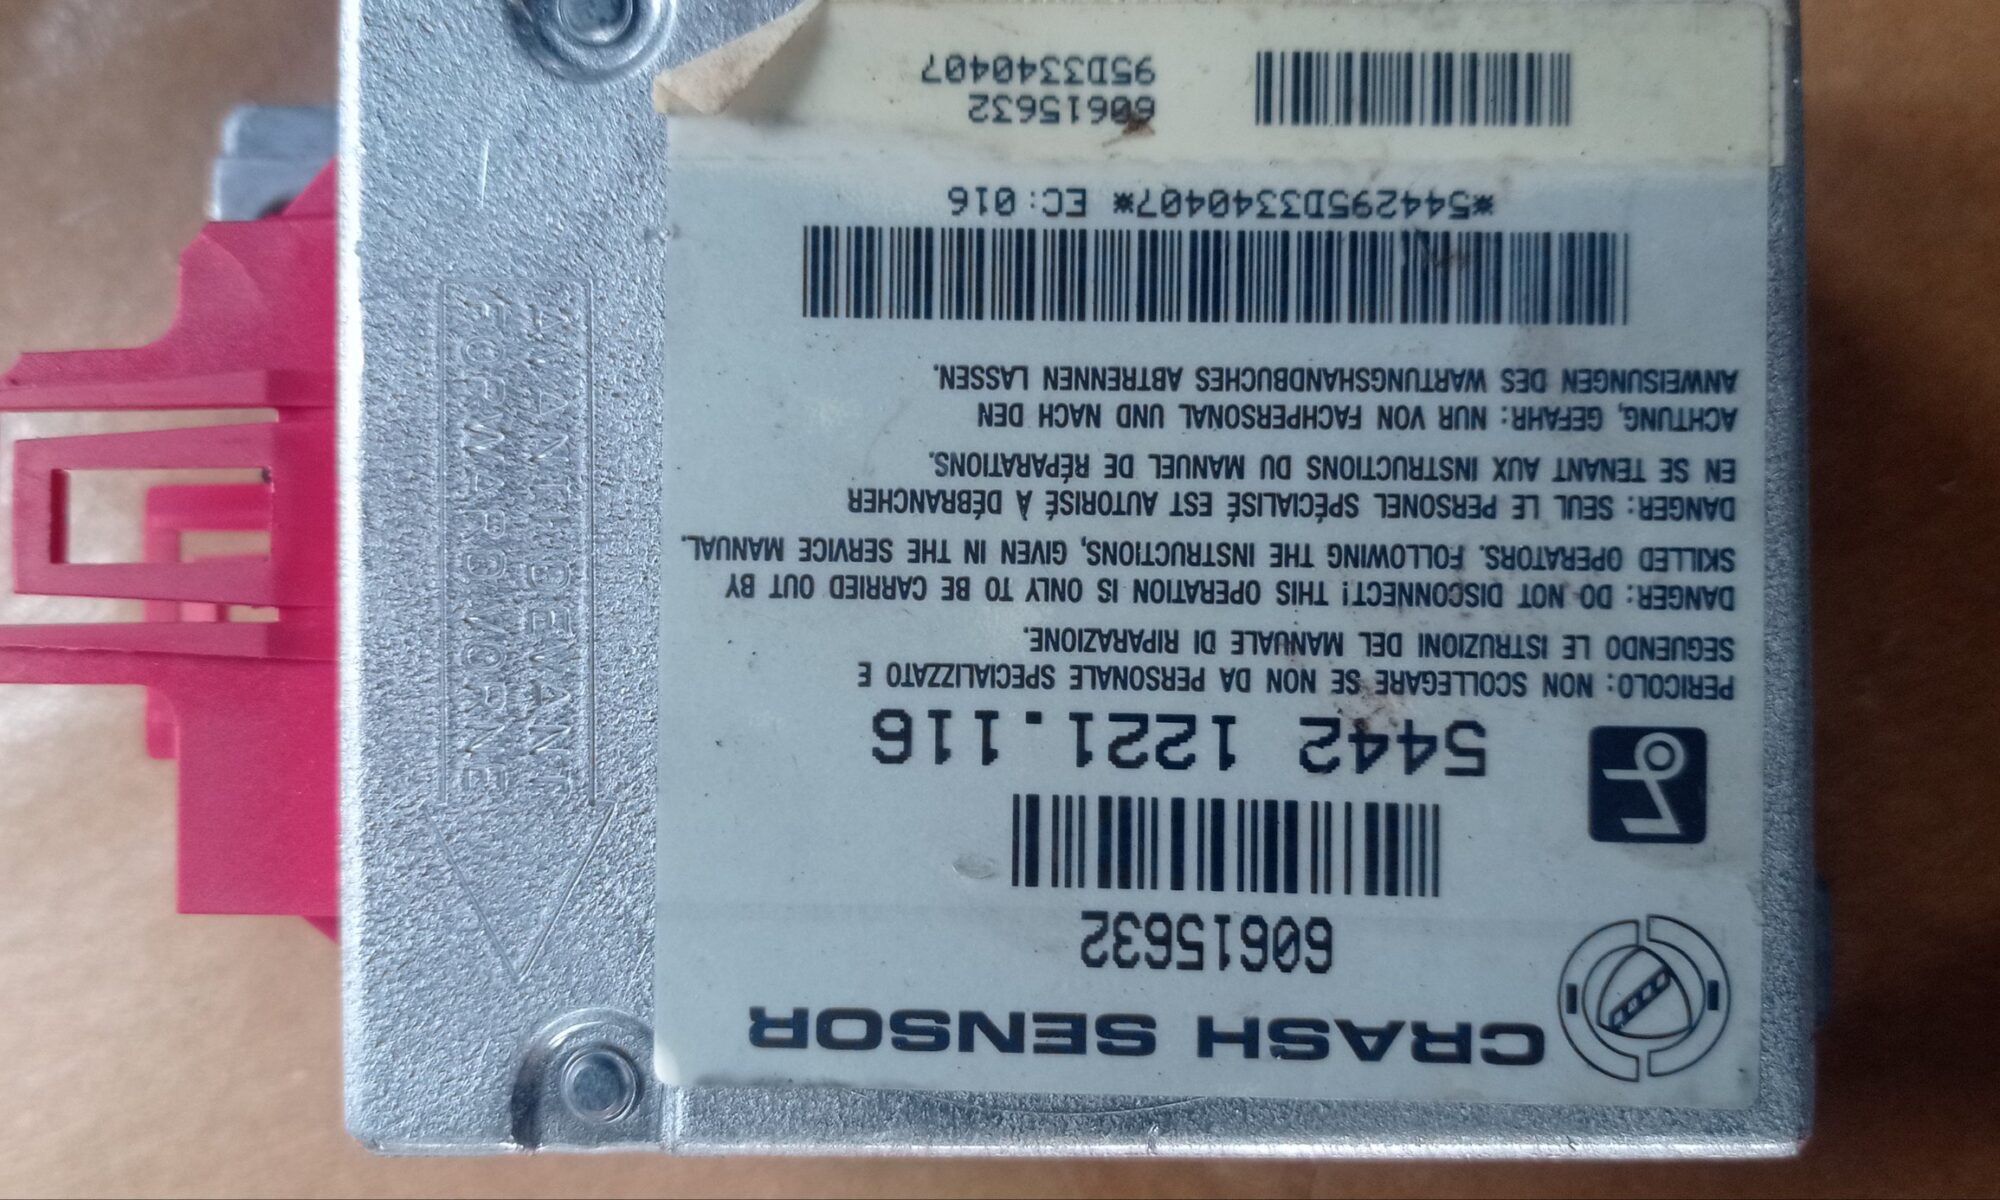 CRASH SENSOR
60615632
5442 1221.116
PERICOLO: NON SCOLLEGARE SE NON DA PERSONALE SPECIALIZZATO E
SEGUENDO LE ISTRUZIONI DEL MANUALE DI RIPARAZIONE.
DANGER: DO NOT DISCONNECT! THIS OPERATION IS ONLY TO BE CARRIED OUT BY
SKILLED OPERATORS. FOLLOWING THE INSTRUCTIONS, GIVEN IN THE SERVICE MANUAL.
DANGER: SEUL LE PERSONEL SPÉCIALISÉ EST AUTORISÉ À DÉBRANCHER
EN SE TENANT AUX INSTRUCTIONS DU MANUEL DE RÉPARATIONS.
ACHTUNG, GEFAHR: NUR VON FACHPERSONAL UND NACH DEN
ANWEISUNGEN DES WARTUNGSHANDBUCHES ABTRENNEN LASSEN.
*544295D3340407* EC:016
60615632
95D3340407
AVANTI DEVANT
FORWARD VORNE